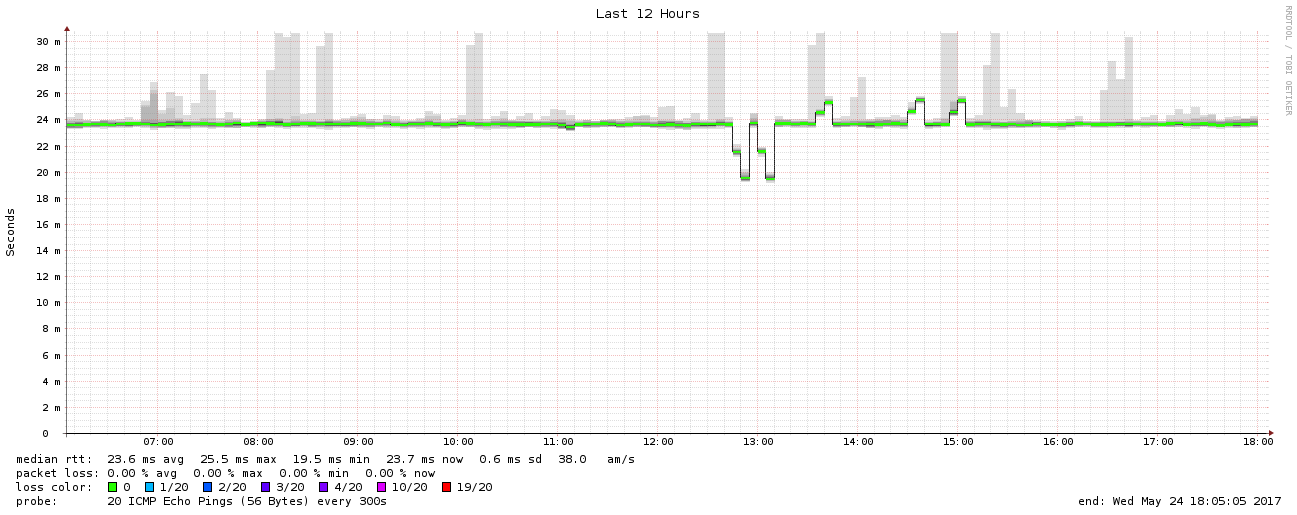 Last 12 Hours
RRDTOOL / TOBI OETIKER
Seconds
30 m
28 m
26 m
24 m
22 m
20 m
18 m
16 m
14 m
12 m
10 m
8 m
6 m
4 m
2 m
0
07:00 08:00 09:00 10:00 11:00 12:00 13:00 14:00 15:00 16:00 17:00 18:00
median rtt: 23.6 ms avg 25.5 ms max 19.5 ms min 23.7 ms now 0.6 ms sd 38.0 am/s
packet loss: 0.00 % avg 0.00 % max 0.00 % min 0.00 % now
loss color: 0 1/20 2/20 3/20 4/20 10/20 19/20
probe: 20 ICMP Echo Pings (56 Bytes) every 300s end: Wed May 24 18:05:05 2017